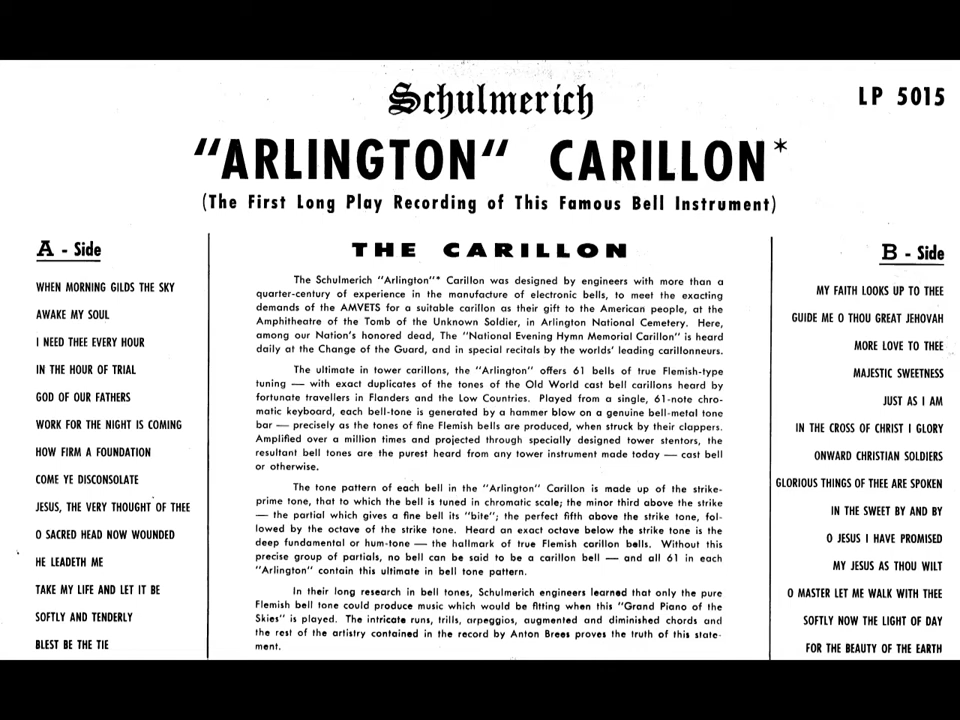 Schulmerich
LP 5015
"ARLINGTON" CARILLON*
(The First Long Play Recording of This Famous Bell Instrument)
A - Side
WHEN MORNING GILDS THE SKY
AWAKE MY SOUL
I NEED THEE EVERY HOUR
IN THE HOUR OF TRIAL
GOD OF OUR FATHERS
WORK FOR THE NIGHT IS COMING
HOW FIRM A FOUNDATION
COME YE DISCONSOLATE
JESUS, THE VERY THOUGHT OF THEE
O SACRED HEAD NOW WOUNDED
HE LEADETH ME
TAKE MY LIFE AND LET IT BE
SOFTLY AND TENDERLY
BLEST BE THE TIE
THE CARILLON
The Schulmerich "Arlington"* Carillon was designed by engineers with more than a
quarter-century of experience in the manufacture of electronic bells, to meet the exacting
demands of the AMVETS for a suitable carillon as their gift to the American people, at the
Amphitheatre of the Tomb of the Unknown Soldier, in Arlington National Cemetery. Here,
among our Nation's honored dead, The "National Evening Hymn Memorial Carillon" is heard
daily at the Change of the Guard, and in special recitals by the worlds' leading carillonneurs.
The ultimate in tower carillons, the "Arlington" offers 61 bells of true Flemish-type
tuning — with exact duplicates of the tones of the Old World cast bell carillons heard by
fortunate travellers in Flanders and the Low Countries. Played from a single, 61-note chro-
matic keyboard, each bell-tone is generated by a hammer blow on a genuine bell-metal tone
bar — precisely as the tones of fine Flemish bells are produced, when struck by their clappers.
Amplified over a million times and projected through specially designed tower stentors, the
resultant bell tones are the purest heard from any tower instrument made today — cast bell
or otherwise.
The tone pattern of each bell in the "Arlington" Carillon is made up of the strike-
prime tone, that to which the bell is tuned in chromatic scale; the minor third above the strike
— the partial which gives a fine bell its "bite"; the perfect fifth above the strike tone, fol-
lowed by the octave of the strike tone. Heard an exact octave below the strike tone is the
deep fundamental or hum-tone — the hallmark of true Flemish carillon bells. Without this
precise group of partials, no bell can be said to be a carillon bell — and all 61 in each
"Arlington" contain this ultimate in bell tone pattern.
In their long research in bell tones, Schulmerich engineers learned that only the pure
Flemish bell tone could produce music which would be fitting when this "Grand Piano of the
Skies" is played. The intricate runs, trills, arpeggios, augmented and diminished chords and
the rest of the artistry contained in the record by Anton Brees proves the truth of this state-
ment.
B - Side
MY FAITH LOOKS UP TO THEE
GUIDE ME O THOU GREAT JEHOVAH
MORE LOVE TO THEE
MAJESTIC SWEETNESS
JUST AS I AM
IN THE CROSS OF CHRIST I GLORY
ONWARD CHRISTIAN SOLDIERS
GLORIOUS THINGS OF THEE ARE SPOKEN
IN THE SWEET BY AND BY
O JESUS I HAVE PROMISED
MY JESUS AS THOU WILT
O MASTER LET ME WALK WITH THEE
SOFTLY NOW THE LIGHT OF DAY
FOR THE BEAUTY OF THE EARTH